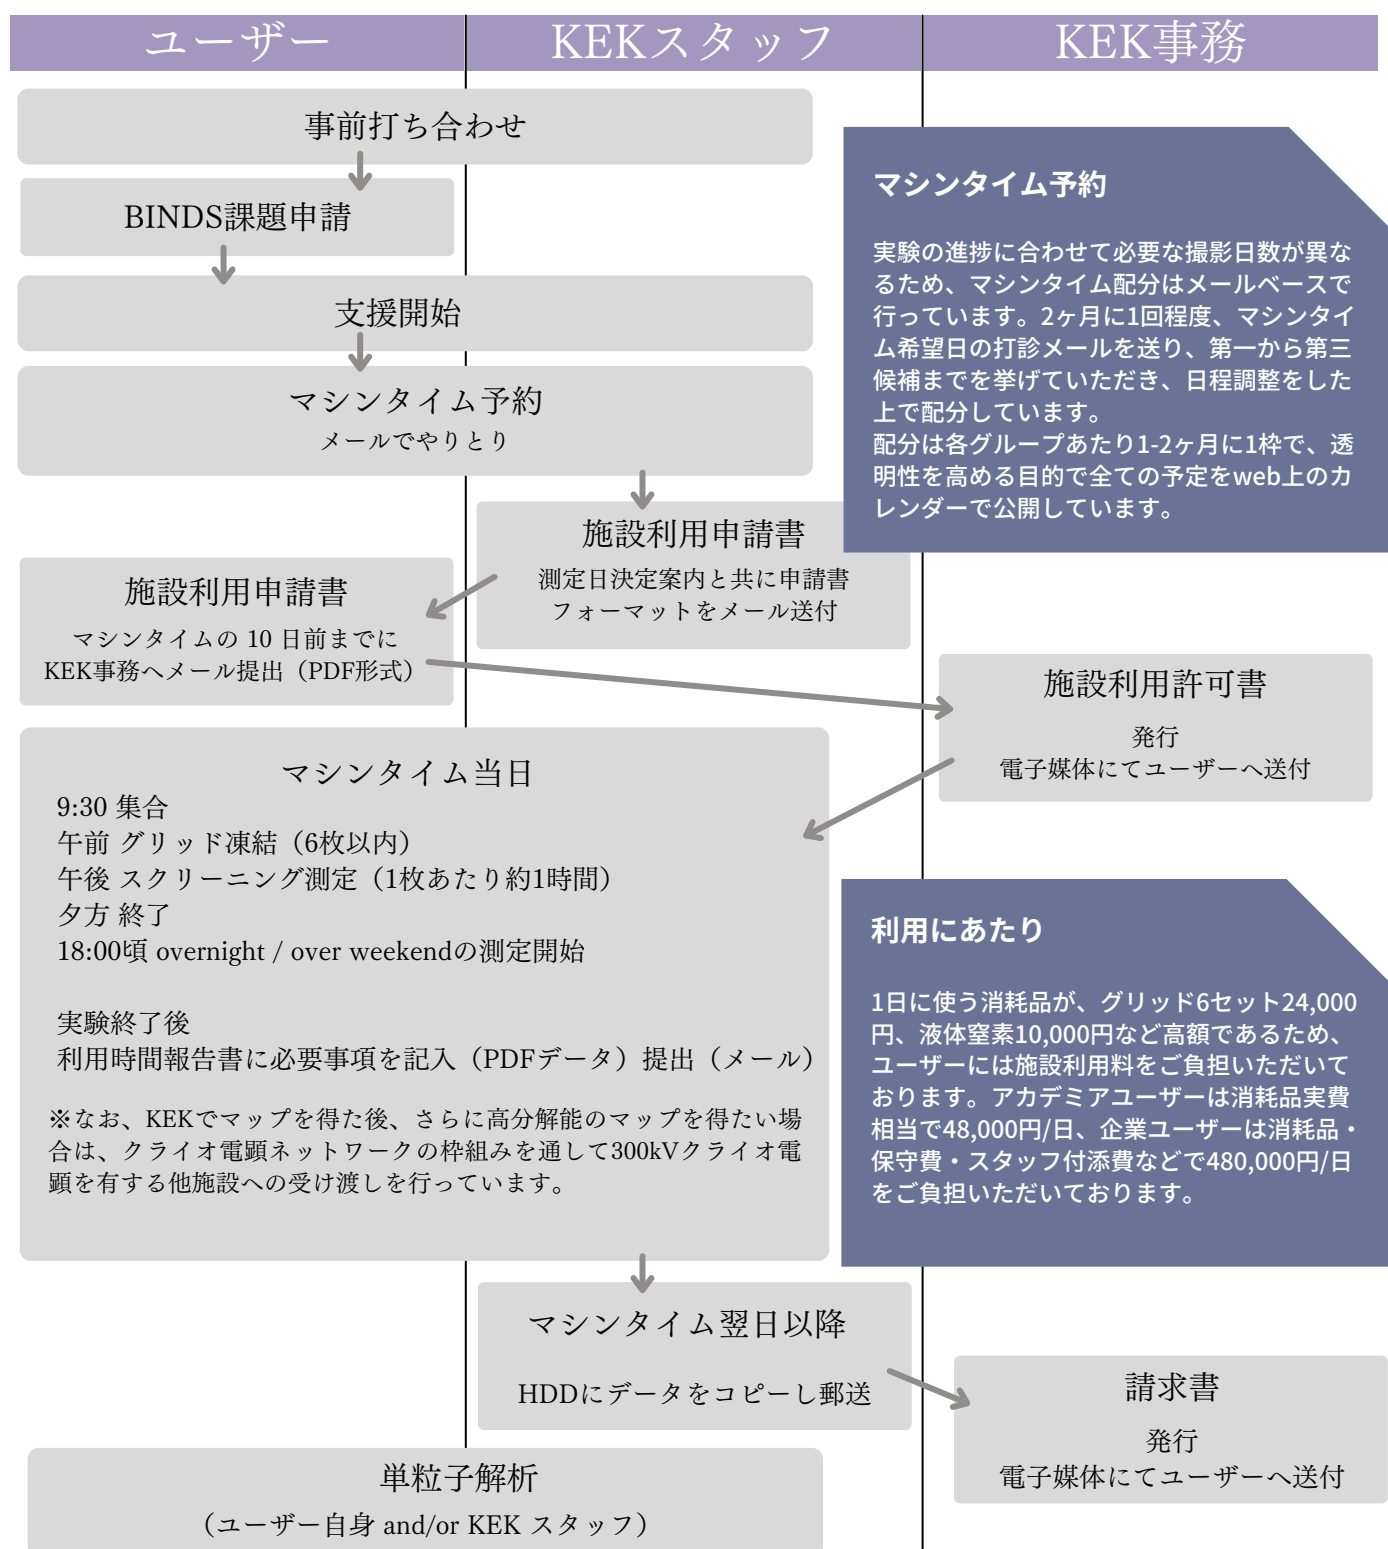 ユーザー
KEKスタッフ
KEK事務
事前打ち合わせ
BINDS課題申請
支援開始
マシンタイム予約
メールでやりとり
マシンタイム予約
実験の進捗に合わせて必要な撮影日数が異な
るため、マシンタイム配分はメールベースで
行っています。2ヶ月に1回程度、マシンタイ
ム希望日の打診メールを送り、第一から第三
候補までを挙げていただき、日程調整をした
上で配分しています。
配分は各グループあたり1-2ヶ月に1枠で、透
明性を高める目的で全ての予定をweb上のカ
レンダーで公開しています。
施設利用申請書
測定日決定案内と共に申請書
フォーマットをメール送付
施設利用申請書
マシンタイムの 10 日前までに
KEK事務へメール提出（PDF形式）
施設利用許可書
発行
電子媒体にてユーザーへ送付
マシンタイム当日
9:30 集合
午前 グリッド凍結（6枚以内）
午後 スクリーニング測定（1枚あたり約1時間）
夕方 終了
18:00頃 overnight / over weekendの測定開始
実験終了後
利用時間報告書に必要事項を記入（PDFデータ）提出（メール）
※なお、KEKでマップを得た後、さらに高分解能のマップを得たい場
合は、クライオ電顕ネットワークの枠組みを通して300kVクライオ電
顕を有する他施設への受け渡しを行っています。
利用にあたり
1日に使う消耗品が、グリッド6セット24,000
円、液体窒素10,000円など高額であるため、
ユーザーには施設利用料をご負担いただいて
おります。アカデミアユーザーは消耗品実費
相当で48,000円/日、企業ユーザーは消耗品・
保守費・スタッフ付添費などで480,000円/日
をご負担いただいております。
マシンタイム翌日以降
HDDにデータをコピーし郵送
請求書
発行
電子媒体にてユーザーへ送付
単粒子解析
（ユーザー自身 and/or KEK スタッフ）